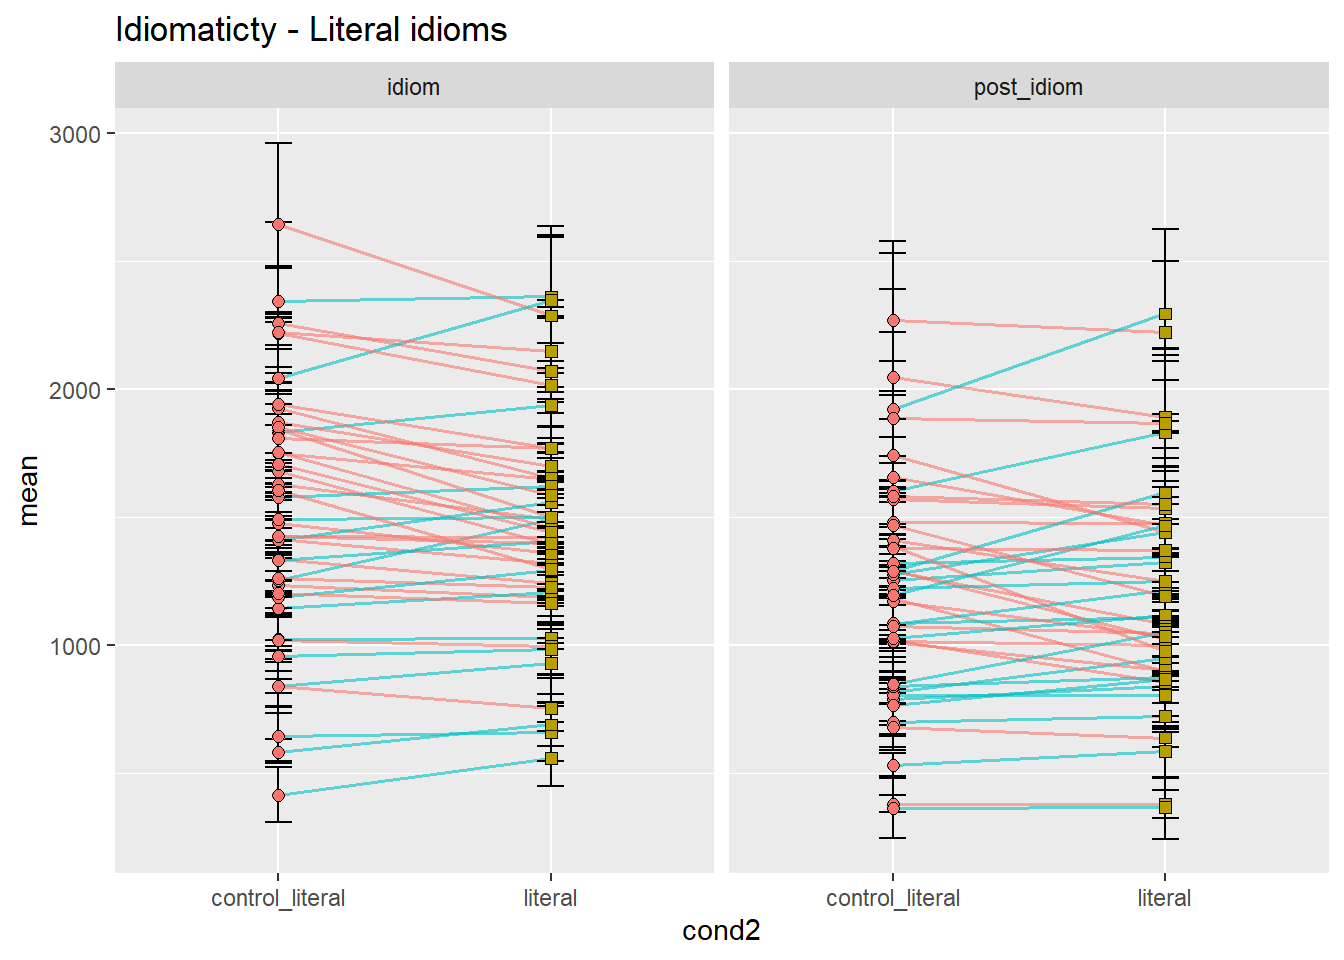 Idiomaticty - Literal idioms
idiom
post_idiom
3000
2000
1000
mean
control_literal
literal
control_literal
literal
cond2